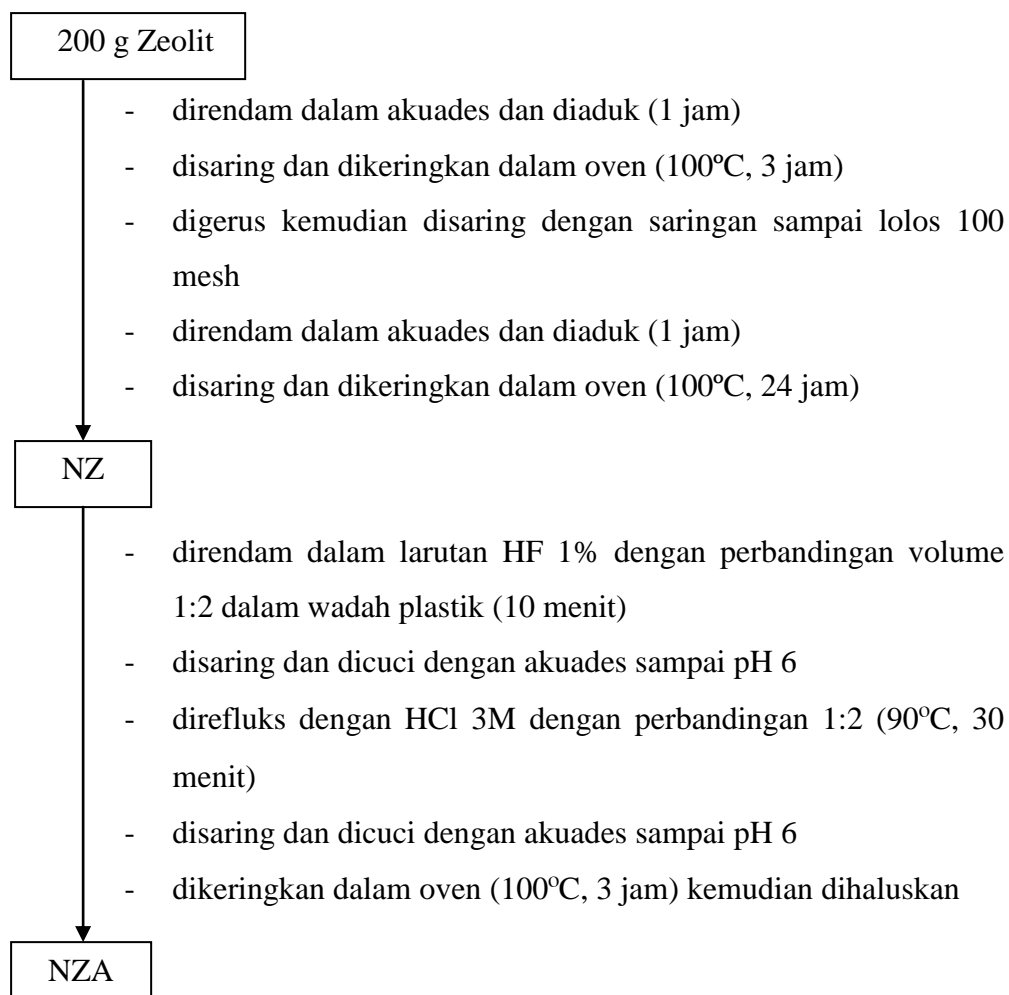 200 g Zeolit
- direndam dalam akuades dan diaduk (1 jam)
- disaring dan dikeringkan dalam oven (100ºC, 3 jam)
- digerus kemudian disaring dengan saringan sampai lolos 100
mesh
- direndam dalam akuades dan diaduk (1 jam)
- disaring dan dikeringkan dalam oven (100ºC, 24 jam)
NZ
- direndam dalam larutan HF 1% dengan perbandingan volume
1:2 dalam wadah plastik (10 menit)
- disaring dan dicuci dengan akuades sampai pH 6
- direfluks dengan HCl 3M dengan perbandingan 1:2 (90ºC, 30
menit)
- disaring dan dicuci dengan akuades sampai pH 6
- dikeringkan dalam oven (100ºC, 3 jam) kemudian dihaluskan
NZA